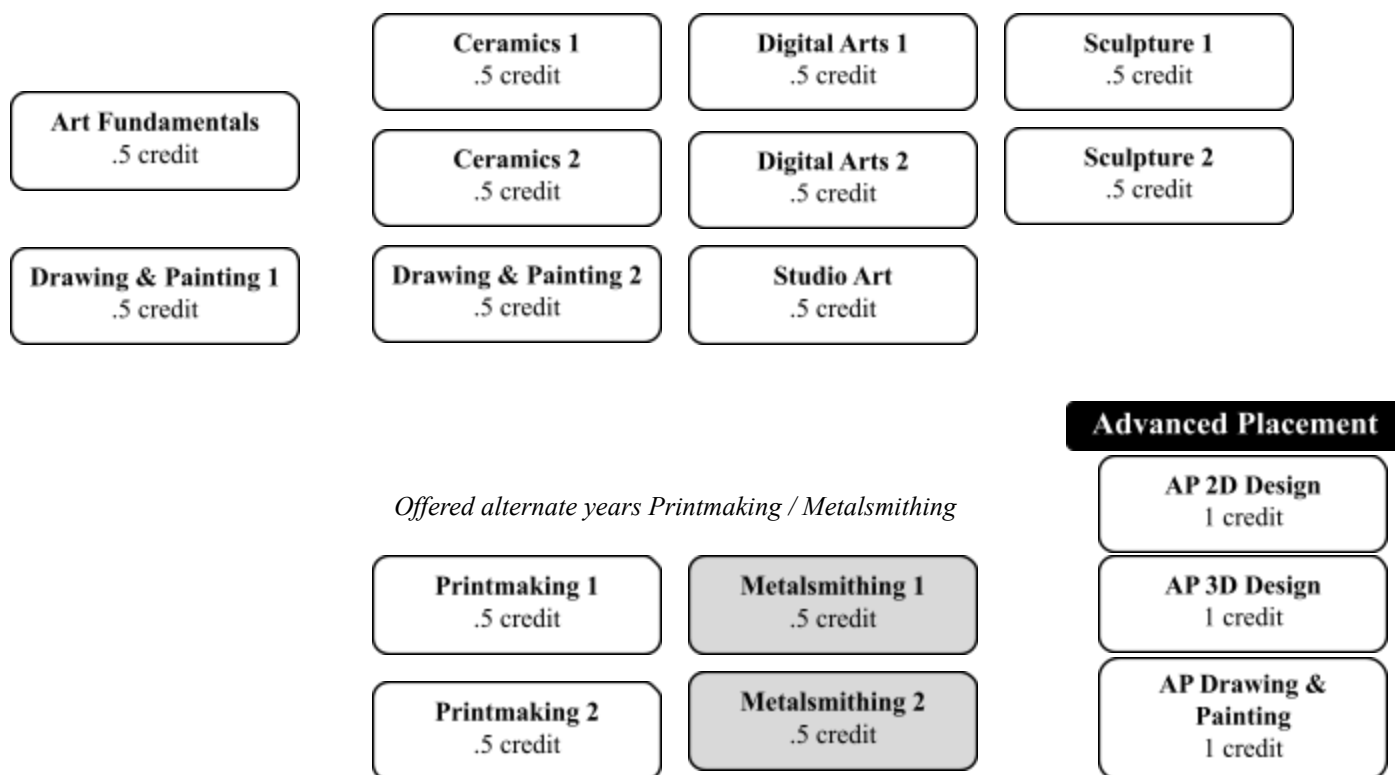 Art Fundamentals
.5 credit
Drawing & Painting 1
.5 credit
Ceramics 1
.5 credit
Digital Arts 1
.5 credit
Sculpture 1
.5 credit
Ceramics 2
.5 credit
Digital Arts 2
.5 credit
Sculpture 2
.5 credit
Drawing & Painting 2
.5 credit
Studio Art
.5 credit
Offered alternate years Printmaking / Metalsmithing
Printmaking 1
.5 credit
Metalsmithing 1
.5 credit
Printmaking 2
.5 credit
Metalsmithing 2
.5 credit
Advanced Placement
AP 2D Design
1 credit
AP 3D Design
1 credit
AP Drawing &
Painting
1 credit